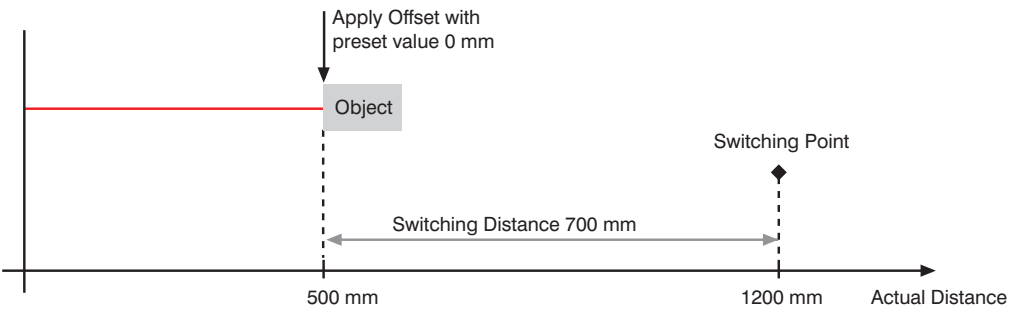 Apply Offset with
preset value 0 mm
Object
Switching Point
Switching Distance 700 mm
500 mm
1200 mm
Actual Distance